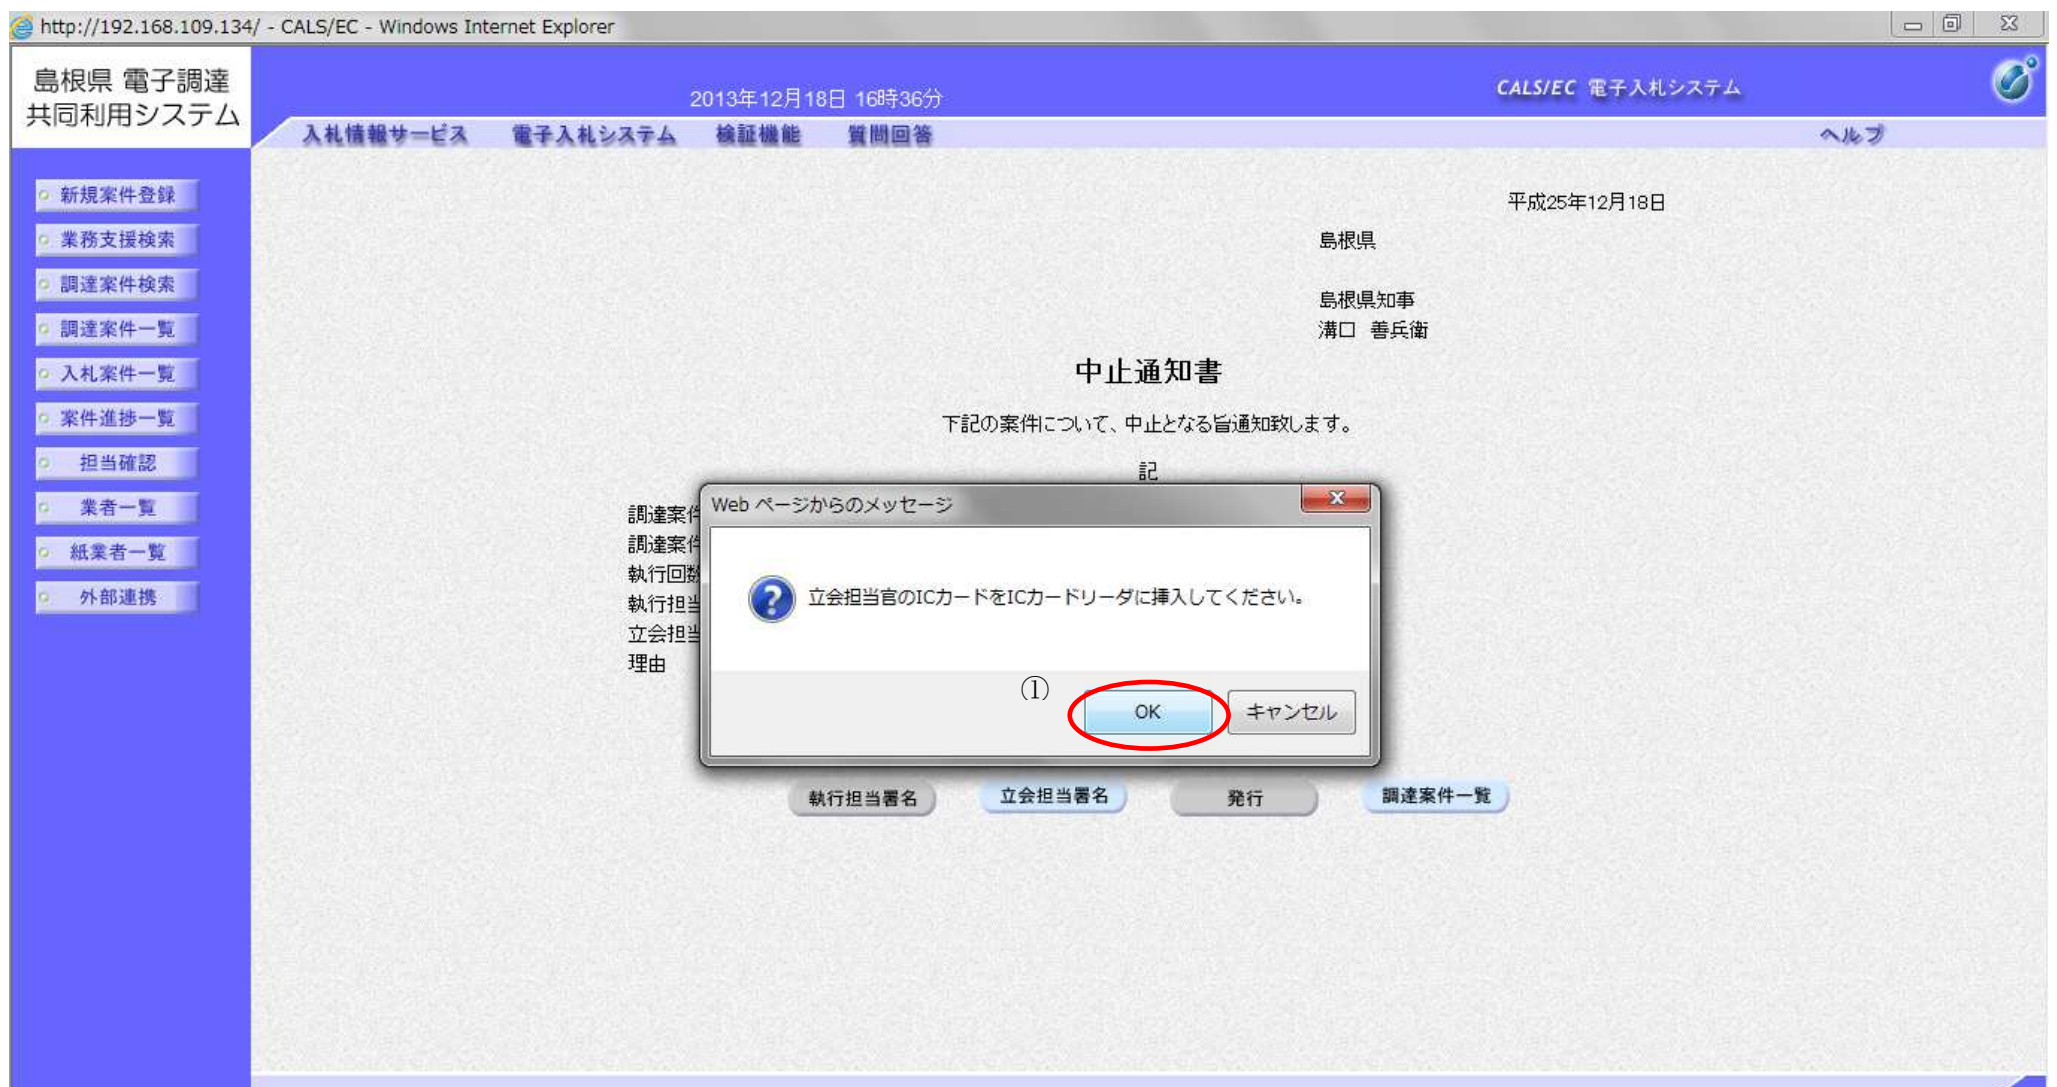 http://192.168.109.134/ - CALS/EC - Windows Internet Explorer
島根県 電子調達
共同利用システム
2013年12月18日 16時36分
CALS/EC 電子入札システム
入札情報サービス 電子入札システム 検証機能 質問回答 ヘルプ
新規案件登録
業務支援検索
調達案件検索
調達案件一覧
入札案件一覧
案件進捗一覧
担当確認
業者一覧
紙業者一覧
外部連携
平成25年12月18日
島根県
島根県知事
溝口 善兵衛
中止通知書
下記の案件について、中止となる旨通知致します。
記
調達案件
調達案件
執行回数
執行担当
立会担当
理由
Web ページからのメッセージ
立会担当官のICカードをICカードリーダに挿入してください。
①
OK キャンセル
執行担当署名 立会担当署名 発行 調達案件一覧